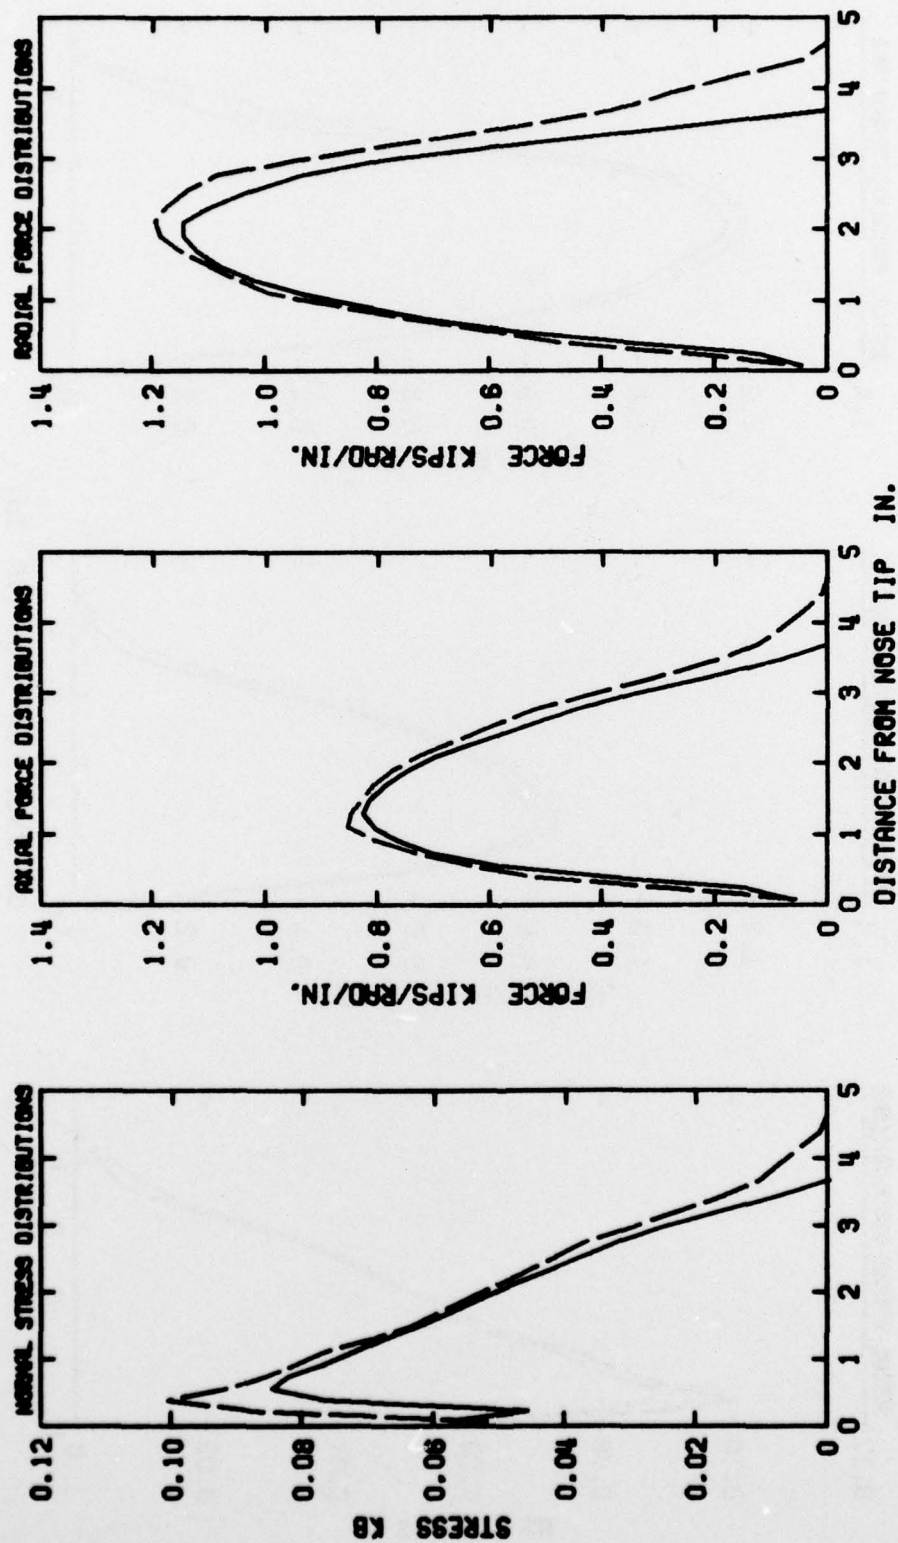 NORMAL STRESS DISTRIBUTIONS
0.12
0.10
0.08
0.06
0.04
0.02
0
STRESS KB
0 1 2 3 4 5
AXIAL FORCE DISTRIBUTIONS
1.4
1.2
1.0
0.8
0.6
0.4
0.2
0
FORCE KIPS/RAD/IN.
0 1 2 3 4 5
RADIAL FORCE DISTRIBUTIONS
1.4
1.2
1.0
0.8
0.6
0.4
0.2
0
FORCE KIPS/RAD/IN.
0 1 2 3 4 5
DISTANCE FROM NOSE TIP IN.